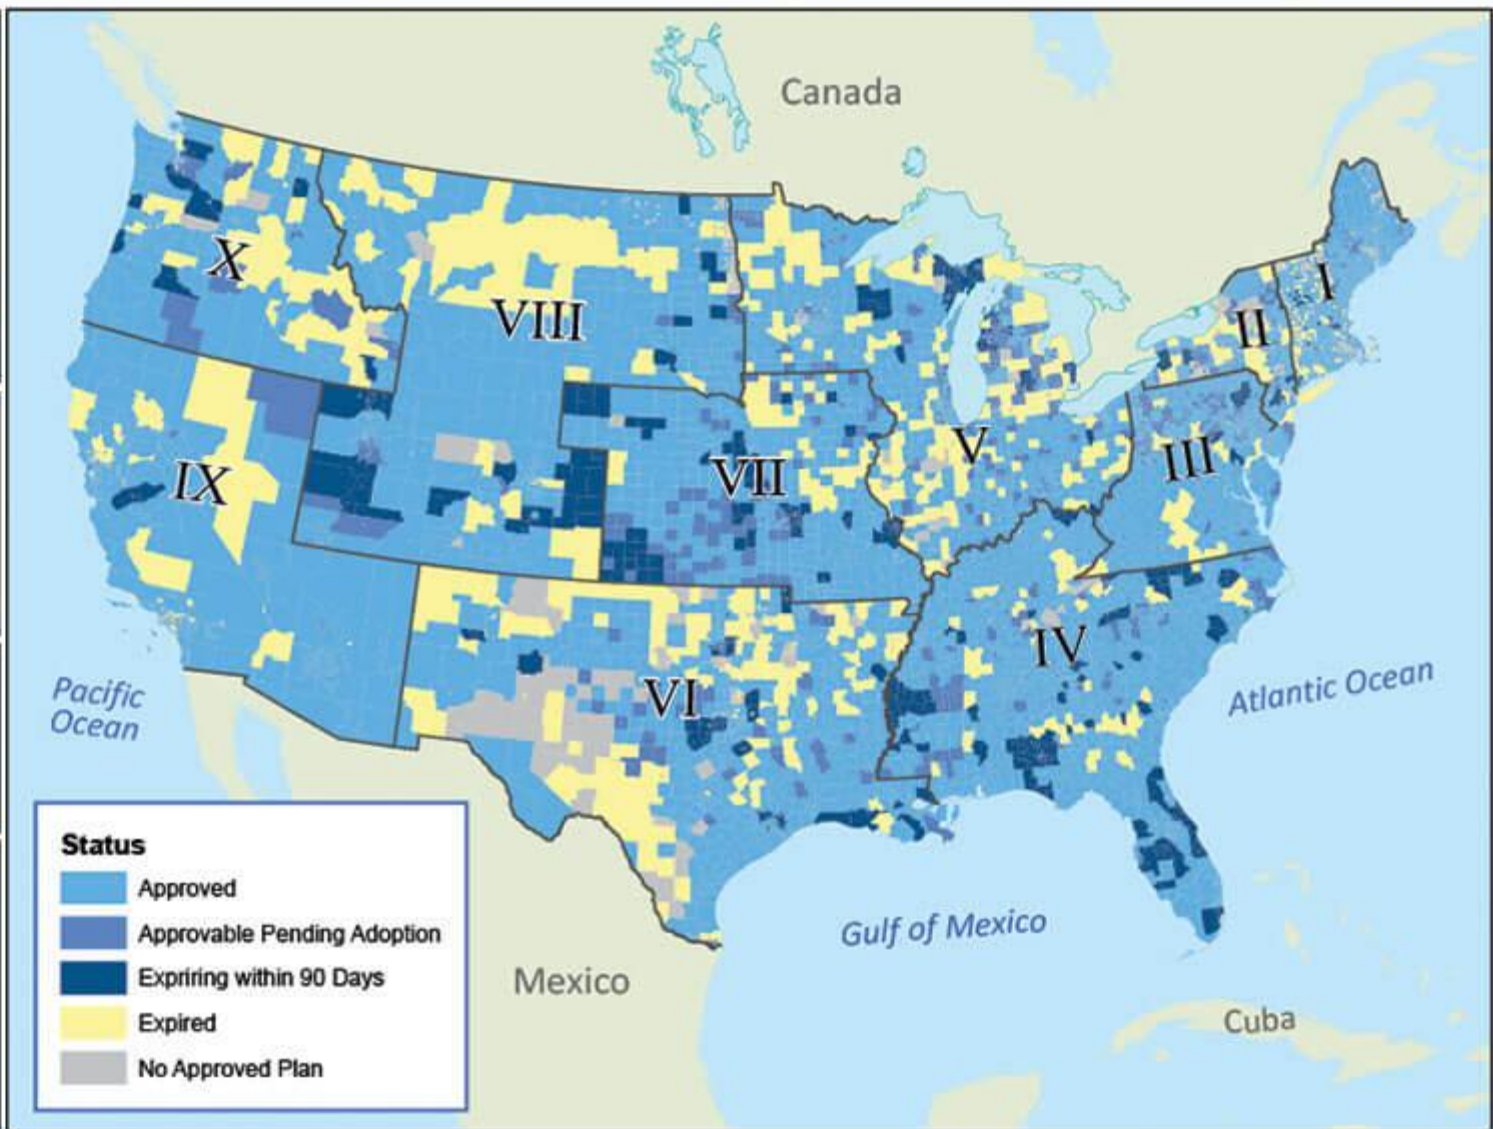 Canada
X
VIII
I
II
IX
VII
V
III
VI
IV
Pacific
Ocean
Atlantic Ocean
Gulf of Mexico
Mexico
Cuba
Status
Approved
Approvable Pending Adoption
Expriring within 90 Days
Expired
No Approved Plan